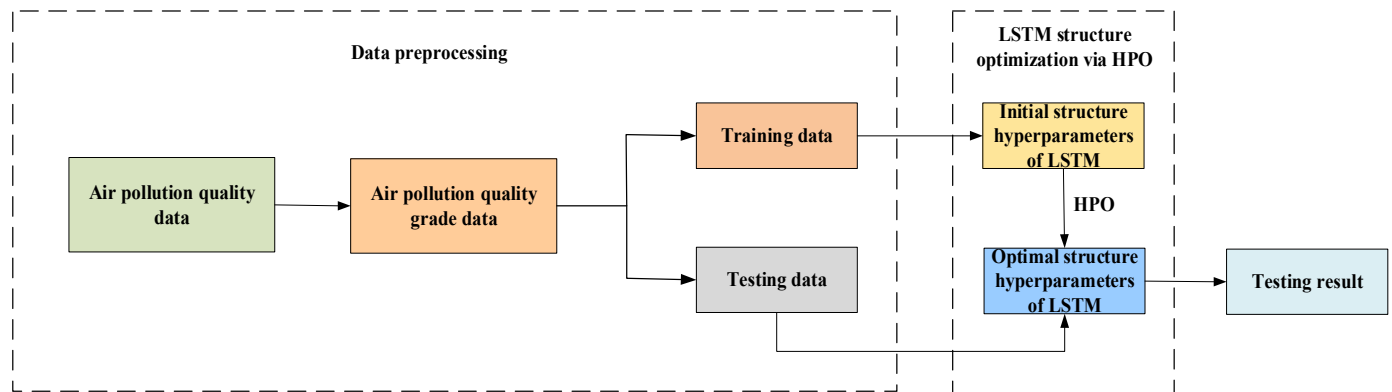 Data preprocessing
LSTM structure
optimization via HPO
Air pollution quality
data
Air pollution quality
grade data
Training data
Testing data
Initial structure
hyperparameters
of LSTM
HPO
Optimal structure
hyperparameters
of LSTM
Testing result